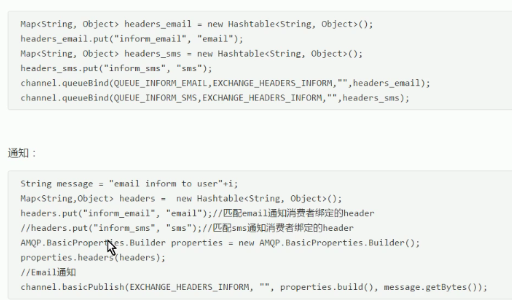 Map<String, Object> headers_email = new Hashtable<String, Object>();
headers_email.put("inform_email", "email");
Map<String, Object> headers_sms = new Hashtable<String, Object>();
headers_sms.put("inform_sms", "sms");
channel.queueBind(QUEUE_INFORM_EMAIL,EXCHANGE_HEADERS_INFORM,"",headers_email);
channel.queueBind(QUEUE_INFORM_SMS,EXCHANGE_HEADERS_INFORM,"",headers_sms);
通知：
String message = "email inform to user"+i;
Map<String,Object> headers =  new Hashtable<String, Object>();
headers.put("inform_email", "email");//匹配email通知消费者绑定的header
//headers.put("inform_sms", "sms");//匹配sms通知消费者绑定的header
AMQP.BasicProperties.Builder properties = new AMQP.BasicProperties.Builder();
properties.headers(headers);
//Email通知
channel.basicPublish(EXCHANGE_HEADERS_INFORM, "", properties.build(), message.getBytes());